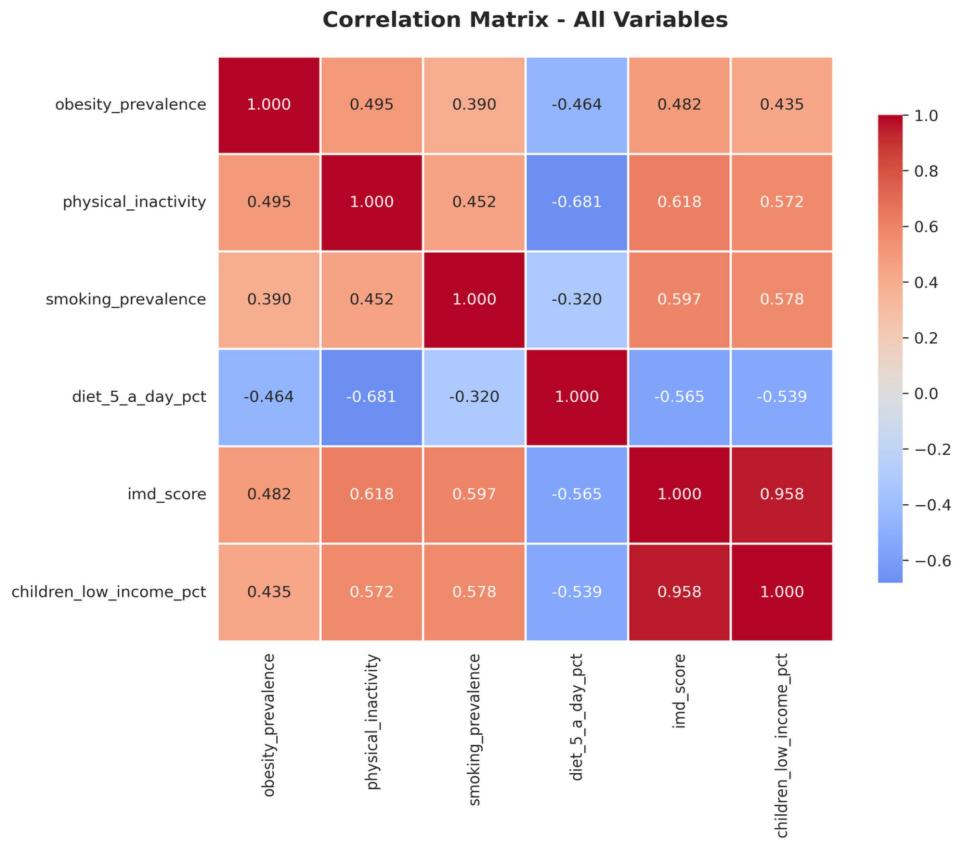 Correlation Matrix - All Variables
obesity_prevalence 1.000 0.495 0.390 -0.464 0.482 0.435
physical_inactivity 0.495 1.000 0.452 -0.681 0.618 0.572
smoking_prevalence 0.390 0.452 1.000 -0.320 0.597 0.578
diet_5_a_day_pct -0.464 -0.681 -0.320 1.000 -0.565 -0.539
imd_score 0.482 0.618 0.597 -0.565 1.000 0.958
children_low_income_pct 0.435 0.572 0.578 -0.539 0.958 1.000
obesity_prevalence
physical_inactivity
smoking_prevalence
diet_5_a_day_pct
imd_score
children_low_income_pct
1.0
0.8
0.6
0.4
0.2
0.0
−0.2
−0.4
−0.6